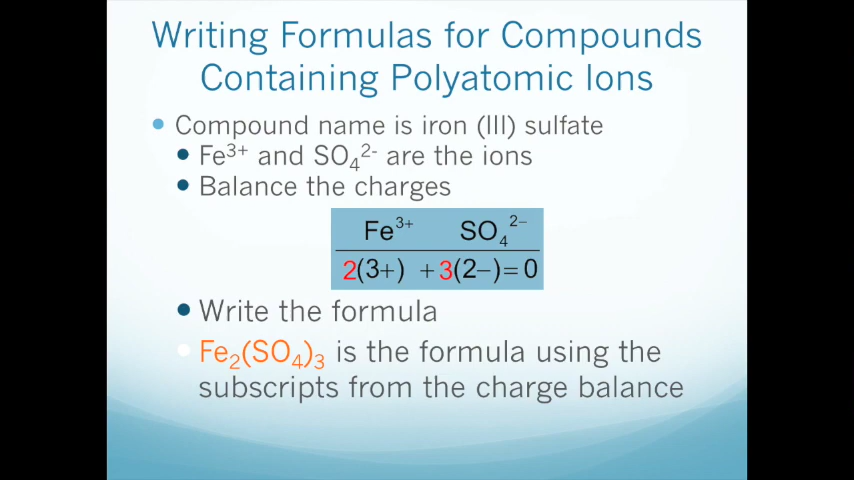 Writing Formulas for Compounds
Containing Polyatomic Ions
• Compound name is iron (III) sulfate
• Fe³⁺ and SO₄²⁻ are the ions
• Balance the charges
Fe³⁺ SO₄²⁻
2(3+) + 3(2−) = 0
• Write the formula
• Fe₂(SO₄)₃ is the formula using the
subscripts from the charge balance